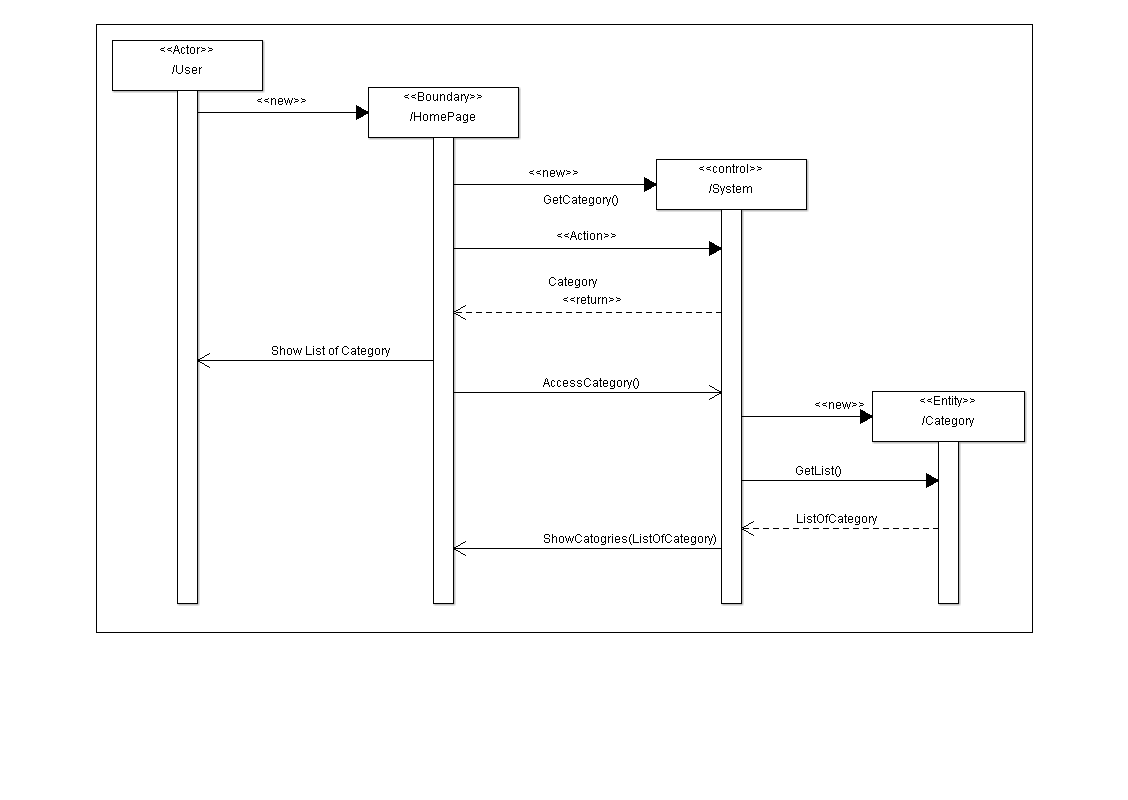 <<Actor>>
/User
<<new>>
<<Boundary>>
/HomePage
<<new>>
<<control>>
/System
GetCategory()
<<Action>>
Category
<<return>>
Show List of Category
AccessCategory()
<<new>>
<<Entity>>
/Category
GetList()
ListOfCategory
ShowCatogries(ListOfCategory)